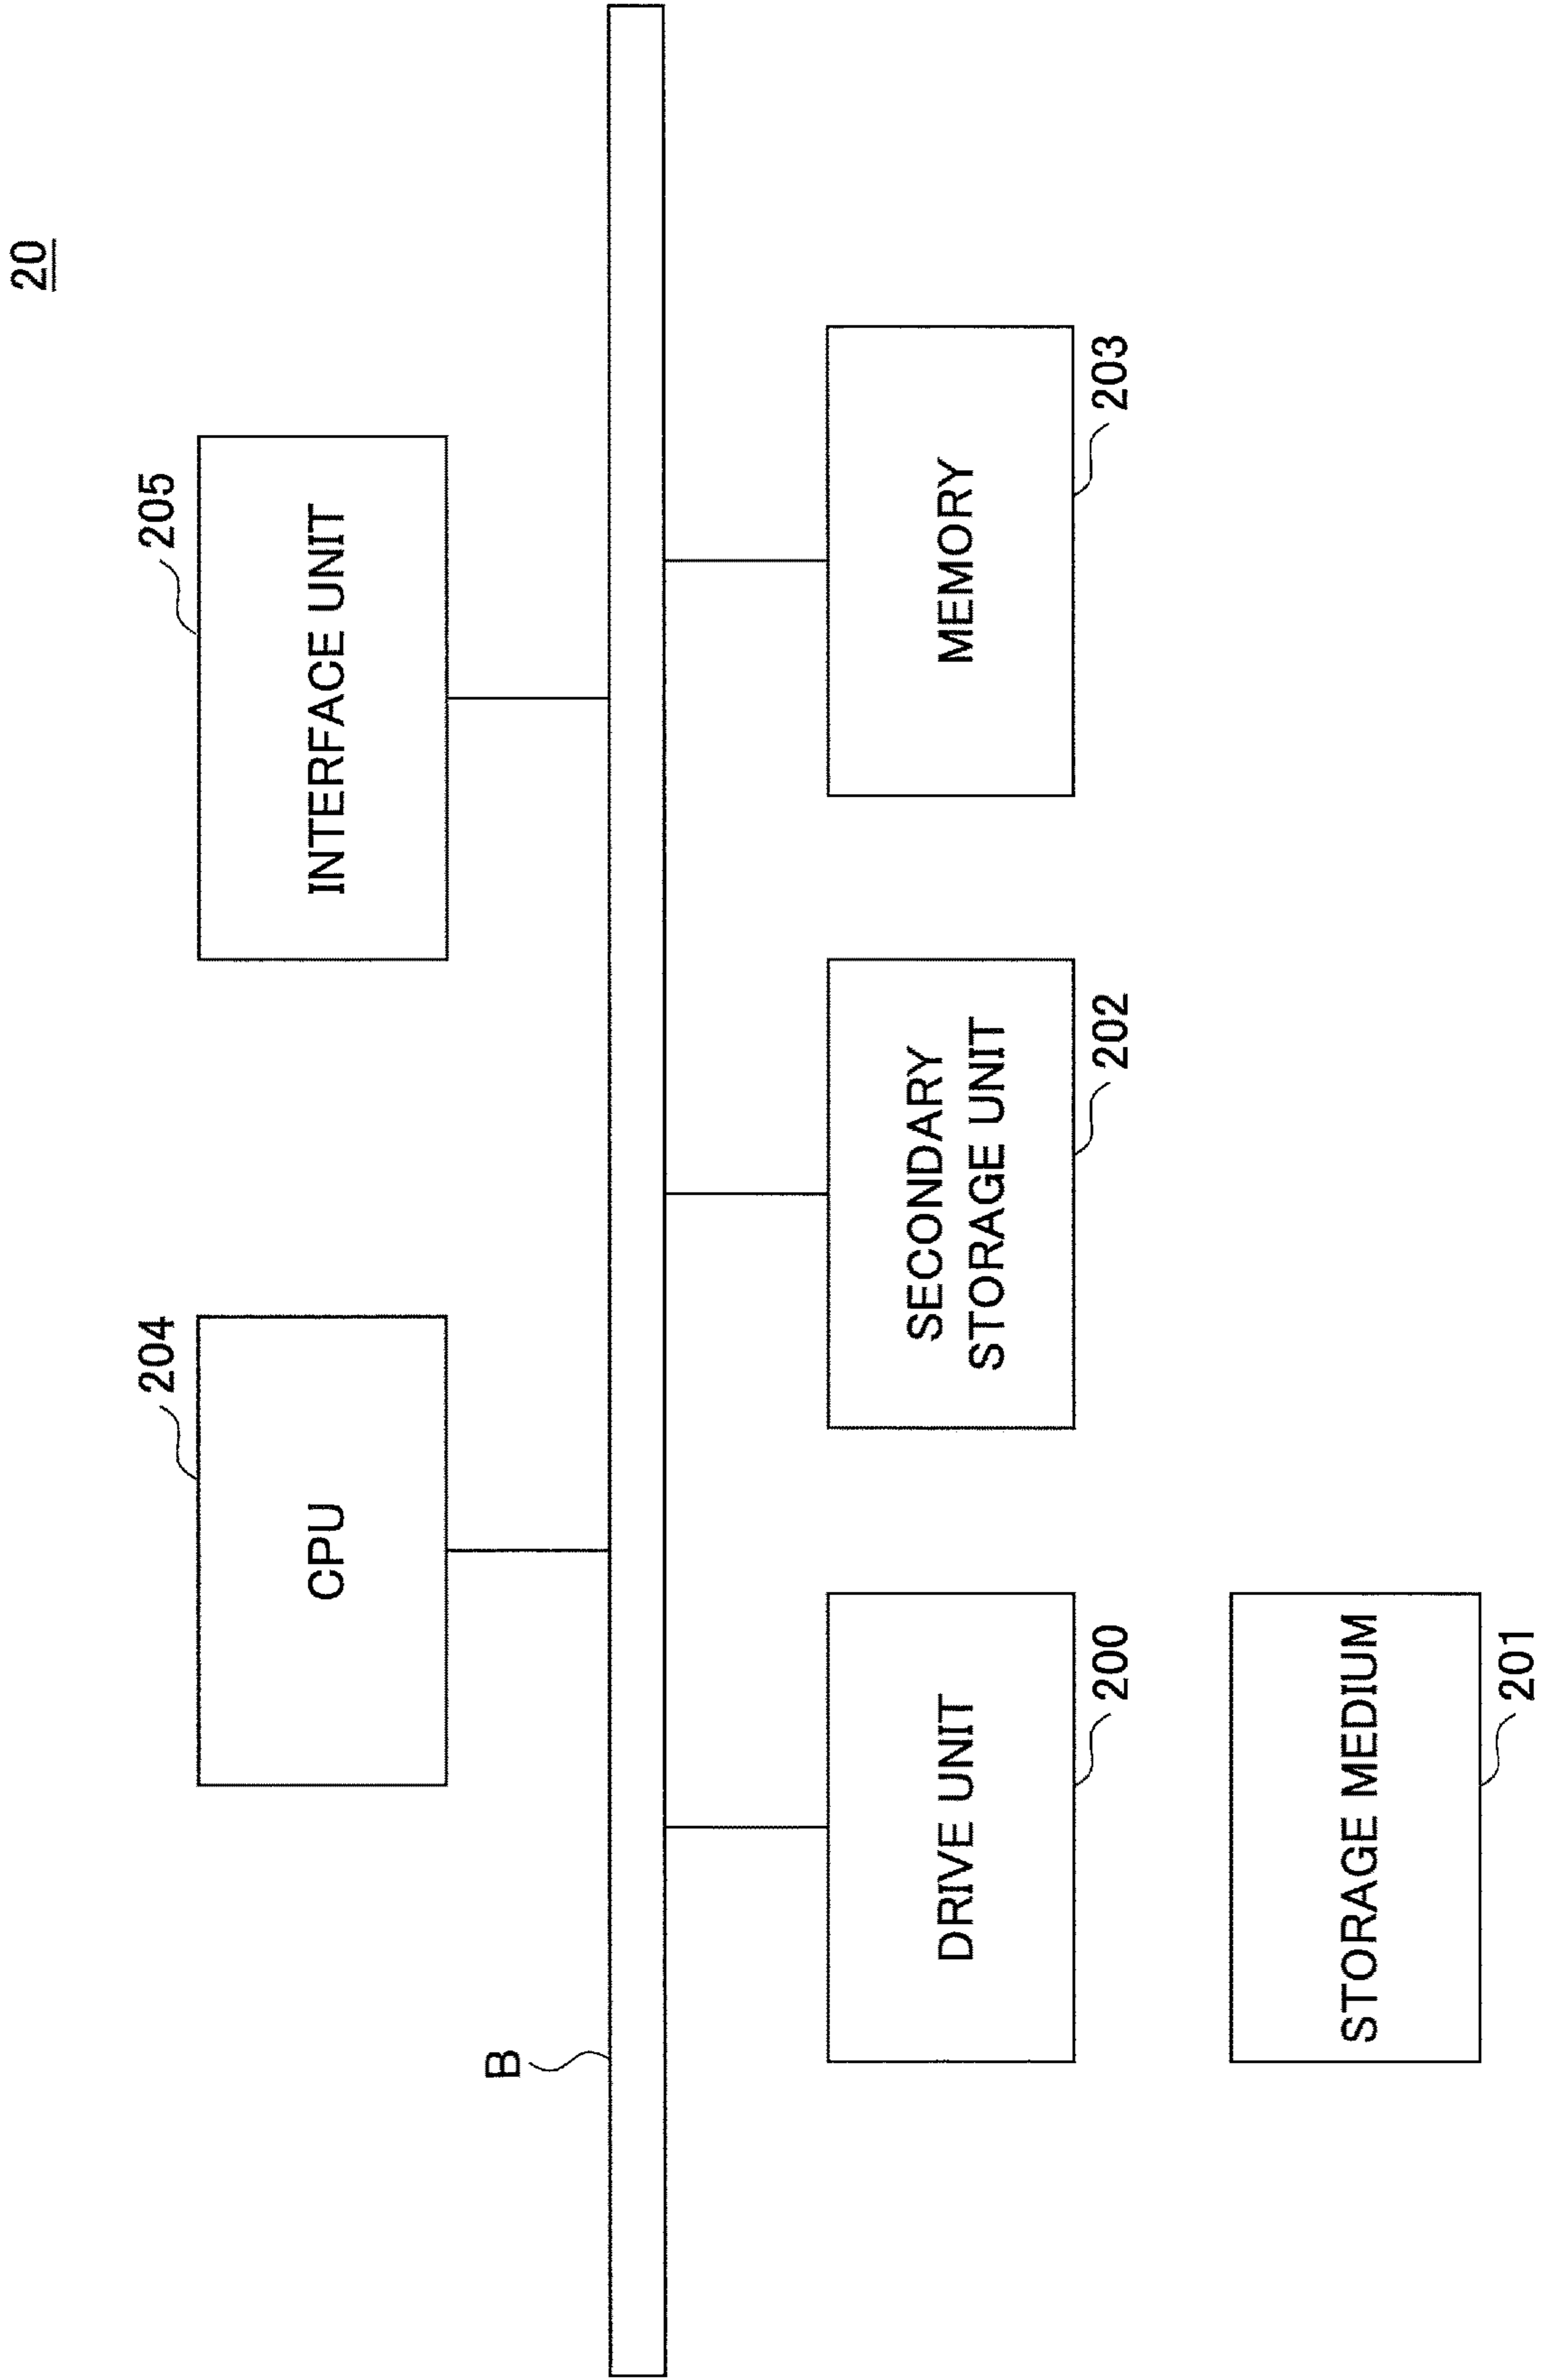 20
204
205
CPU
INTERFACE UNIT
B
DRIVE UNIT
SECONDARY
STORAGE UNIT
MEMORY
200
202
203
STORAGE MEDIUM
201